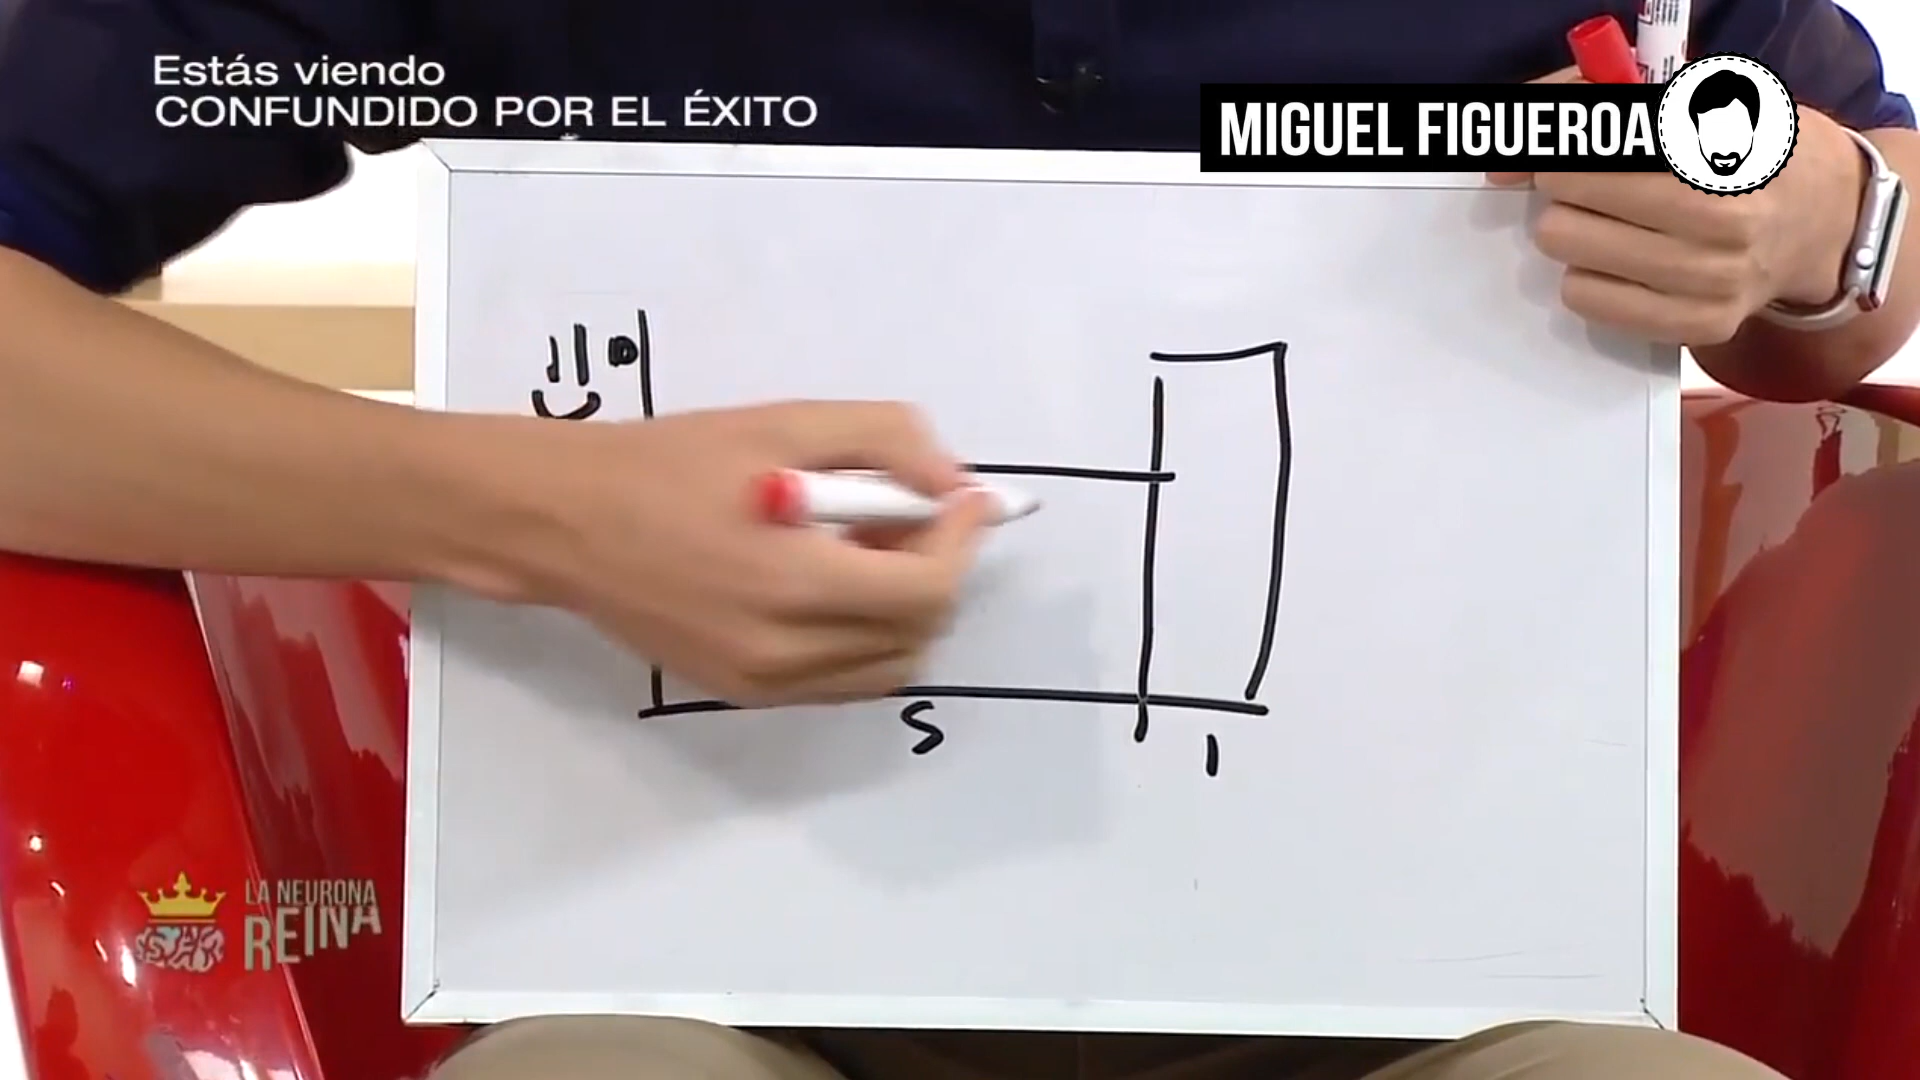 Estás viendo
CONFUNDIDO POR EL ÉXITO
MIGUEL FIGUEROA
S
1
LA NEURONA
REINA